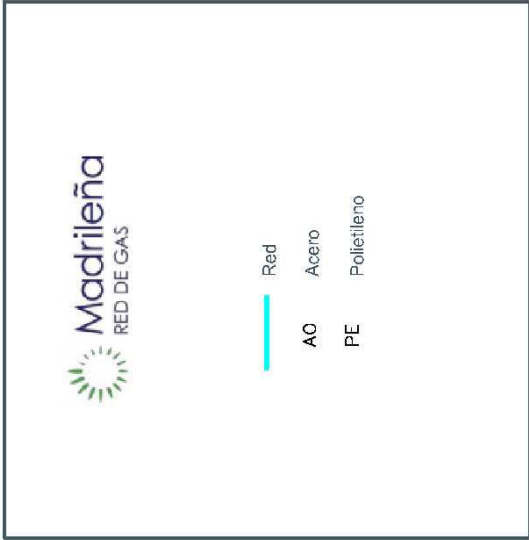 Madrileña
RED DE GAS
Red
AO Acero
PE Polietileno